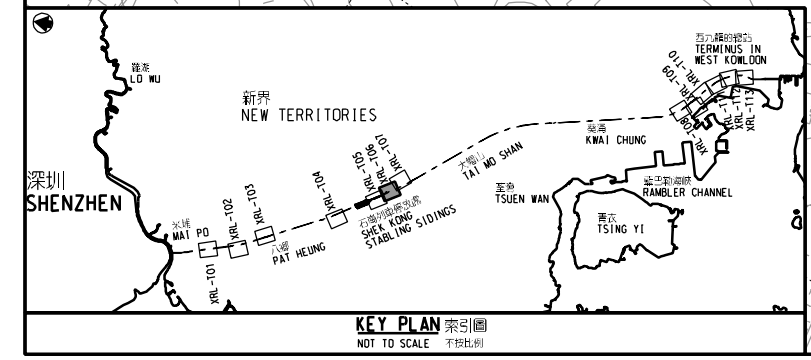 羅湖
LO WU
新界
NEW TERRITORIES
深圳
SHENZHEN
米埔
MAI PO
XRL-T01
XRL-T02
XRL-T03
八鄉
PAT HEUNG
XRL-T04
XRL-T05
XRL-T06
XRL-T07
石崗列車停放處
SHEK KONG
STABLING SIDINGS
大帽山
TAI MO SHAN
葵涌
KWAI CHUNG
荃灣
TSUEN WAN
青衣
TSING YI
藍巴勒海峽
RAMBLER CHANNEL
西九龍的總站
TERMINUS IN
WEST KOWLOON
XRL-T08
XRL-T09
XRL-T10
XRL-T12
XRL-T13
KEY PLAN 索引圖
NOT TO SCALE 不按比例